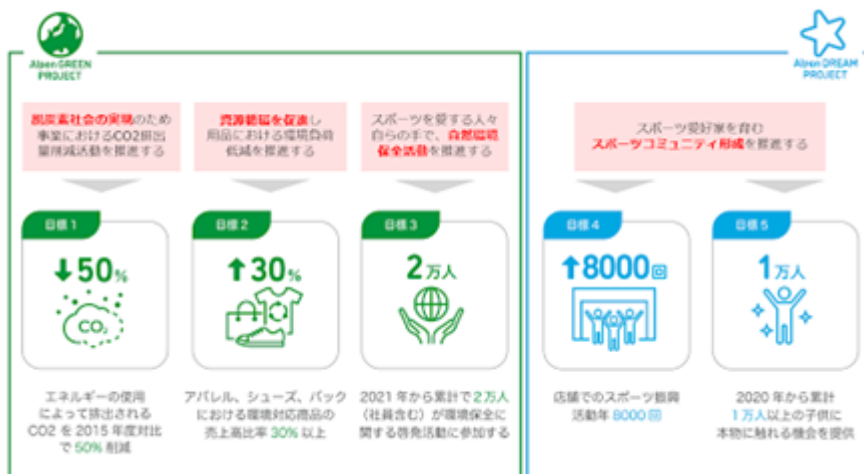 Alpen GREEN
PROJECT
Alpen DREAM
PROJECT
脱炭素社会の実現のため
事業におけるCO2排出
量削減活動を推進する
資源循環を促進し
用品における環境負荷
低減を推進する
スポーツを愛する人々
自らの手で、自然環境
保全活動を推進する
スポーツ愛好家を育む
スポーツコミュニティ形成を推進する
目標1
↓50%
CO₂
エネルギーの使用
によって排出される
CO2 を 2015 年度対比
で 50% 削減
目標2
↑30%
アパレル、シューズ、バック
における環境対応商品の
売上高比率 30% 以上
目標3
2万人
2021 年から累計で 2万人
(社員含む) が環境保全に
関する啓発活動に参加する
目標4
↑8000回
店舗でのスポーツ振興
活動年 8000 回
目標5
1万人
2020 年から累計
1万人以上の子供に
本物に触れる機会を提供